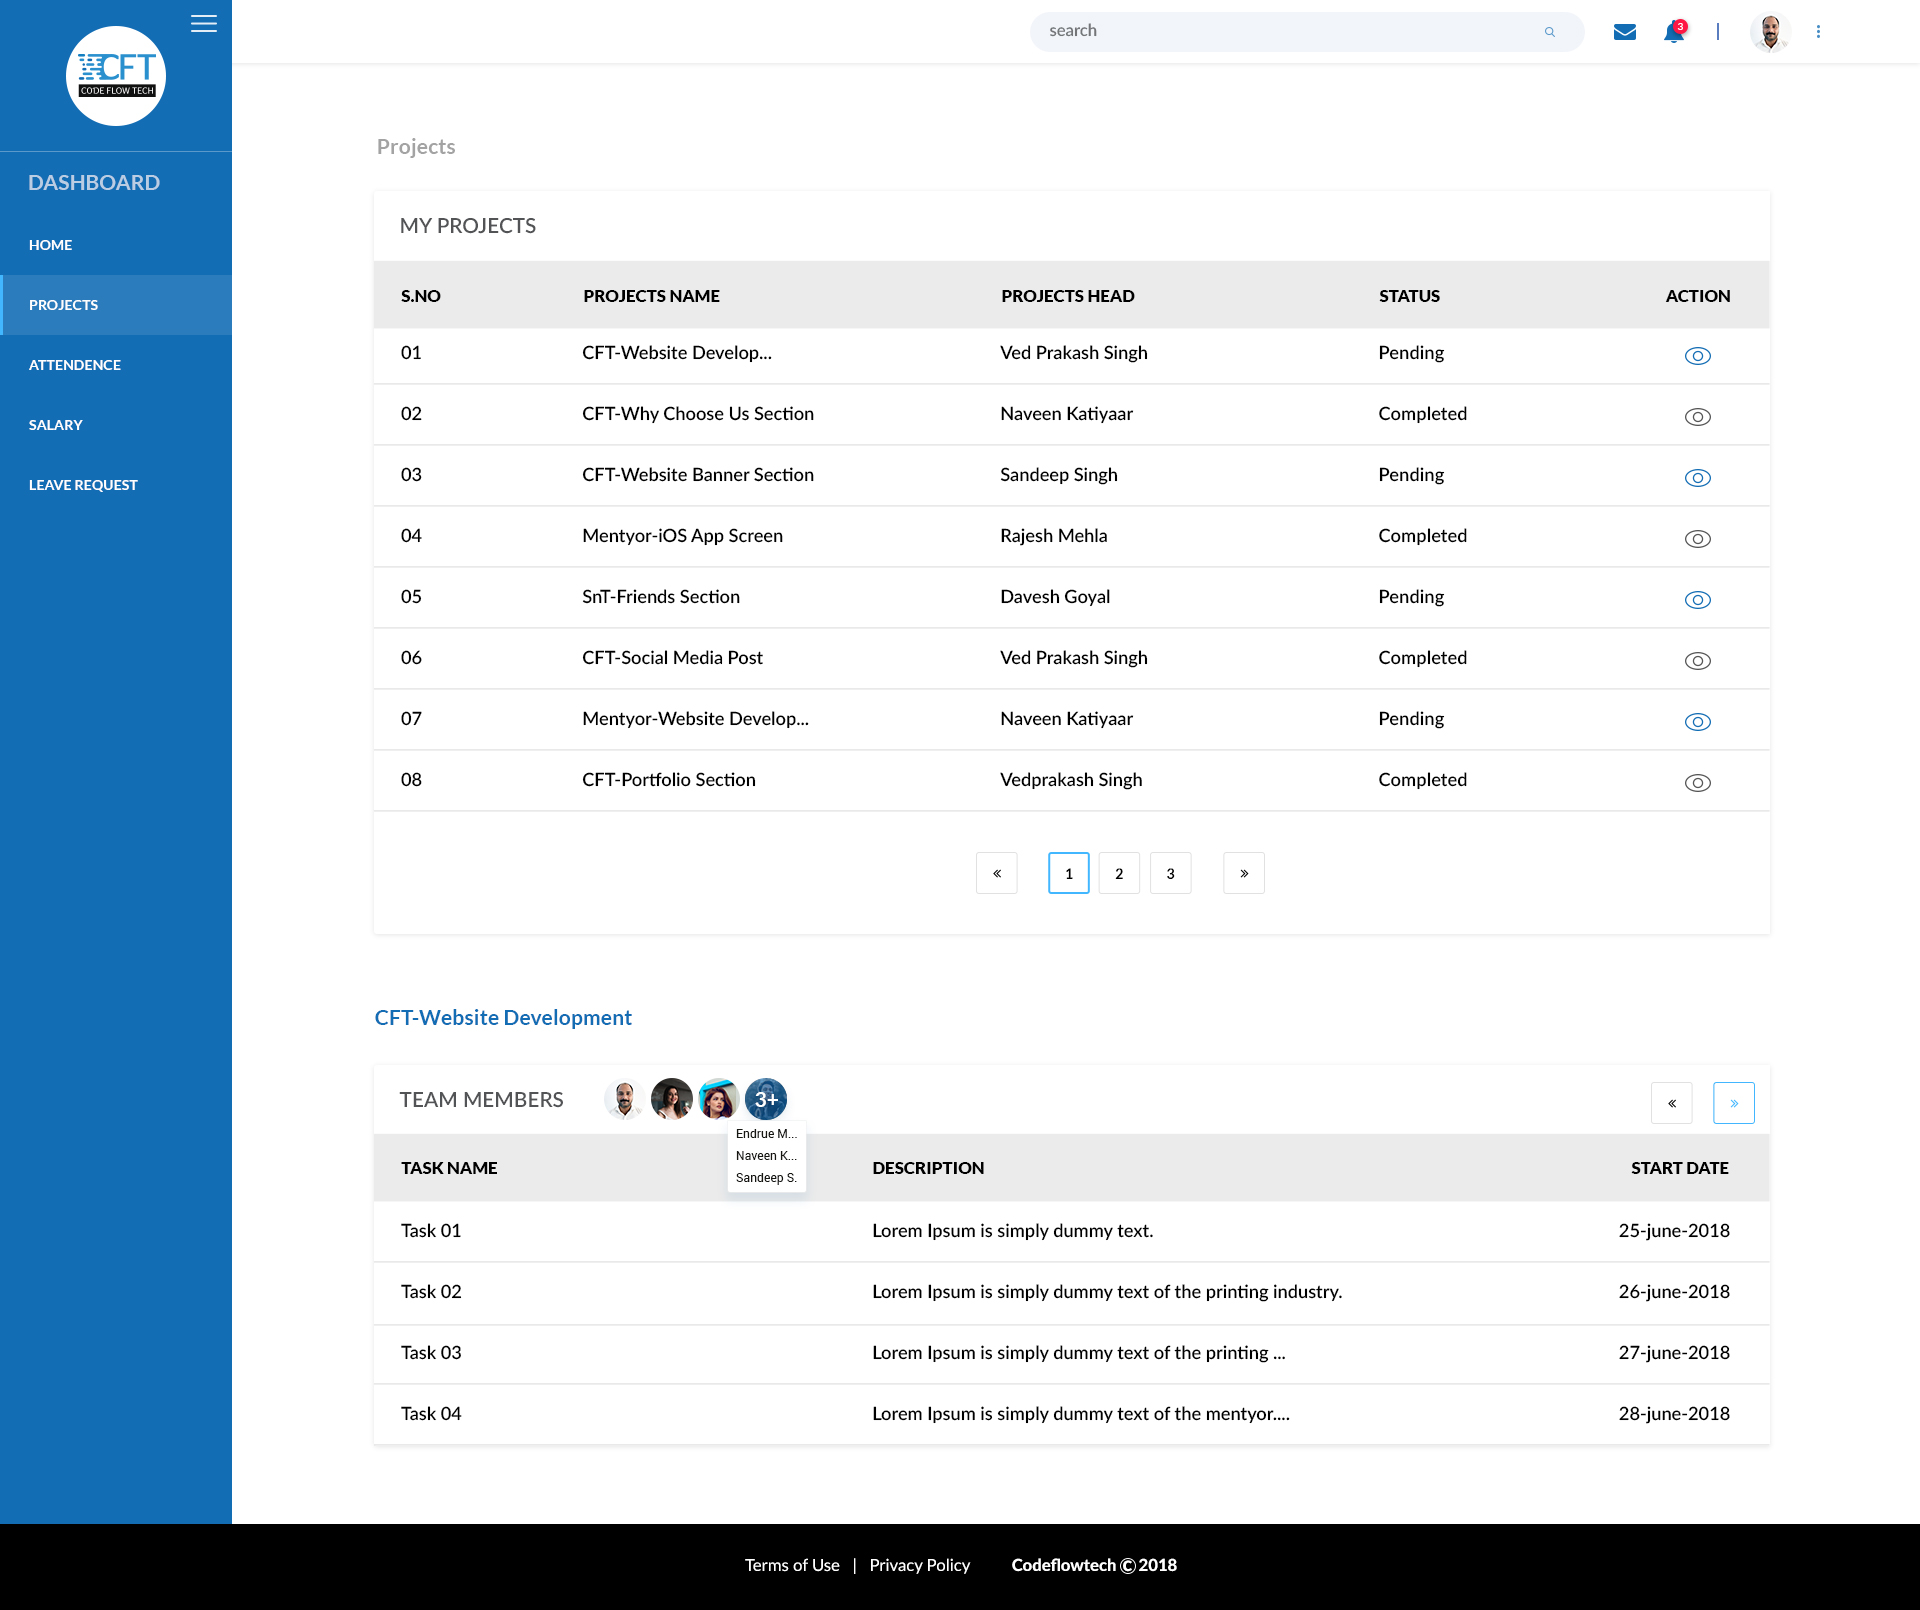 CFT
CODE FLOW TECH
search
3
DASHBOARD
HOME
PROJECTS
ATTENDENCE
SALARY
LEAVE REQUEST
Projects
MY PROJECTS
S.NO PROJECTS NAME PROJECTS HEAD STATUS ACTION
01 CFT-Website Develop... Ved Prakash Singh Pending
02 CFT-Why Choose Us Section Naveen Katiyaar Completed
03 CFT-Website Banner Section Sandeep Singh Pending
04 Mentyor-iOS App Screen Rajesh Mehla Completed
05 SnT-Friends Section Davesh Goyal Pending
06 CFT-Social Media Post Ved Prakash Singh Completed
07 Mentyor-Website Develop... Naveen Katiyaar Pending
08 CFT-Portfolio Section Vedprakash Singh Completed
« 1 2 3 »
CFT-Website Development
TEAM MEMBERS 3+ « »
Endrue M...
Naveen K...
Sandeep S.
TASK NAME DESCRIPTION START DATE
Task 01 Lorem Ipsum is simply dummy text. 25-june-2018
Task 02 Lorem Ipsum is simply dummy text of the printing industry. 26-june-2018
Task 03 Lorem Ipsum is simply dummy text of the printing ... 27-june-2018
Task 04 Lorem Ipsum is simply dummy text of the mentyor.... 28-june-2018
Terms of Use | Privacy Policy Codeflowtech © 2018